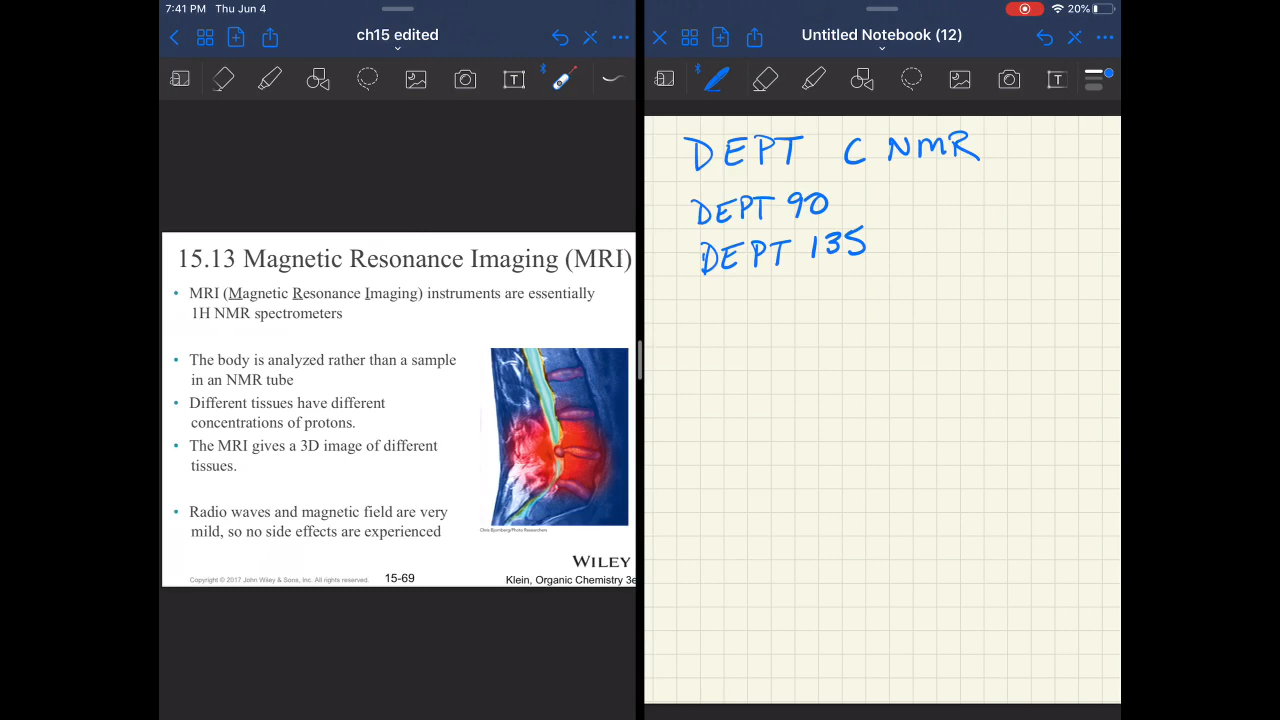 7:41 PM Thu Jun 4
20%
ch15 edited
Untitled Notebook (12)
15.13 Magnetic Resonance Imaging (MRI)
• MRI (Magnetic Resonance Imaging) instruments are essentially
1H NMR spectrometers
• The body is analyzed rather than a sample
in an NMR tube
• Different tissues have different
concentrations of protons.
• The MRI gives a 3D image of different
tissues.
• Radio waves and magnetic field are very
mild, so no side effects are experienced
Chris Bjornberg/Photo Researchers
WILEY
Copyright © 2017 John Wiley & Sons, Inc. All rights reserved.
15-69
Klein, Organic Chemistry 3e
DEPT C NMR
DEPT 90
DEPT 135